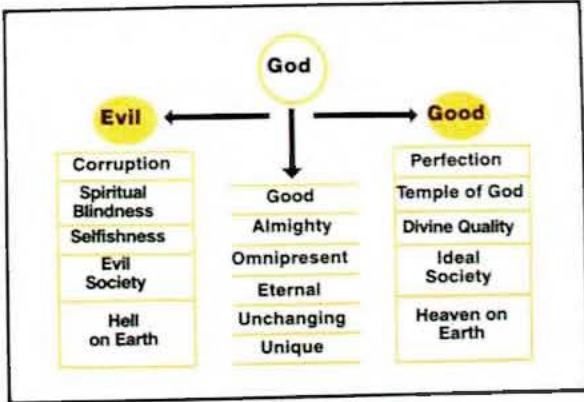 God
Evil
Corruption
Spiritual
Blindness
Selfishness
Evil
Society
Hell
on Earth
Good
Almighty
Omnipresent
Eternal
Unchanging
Unique
Good
Perfection
Temple of God
Divine Quality
Ideal
Society
Heaven on
Earth